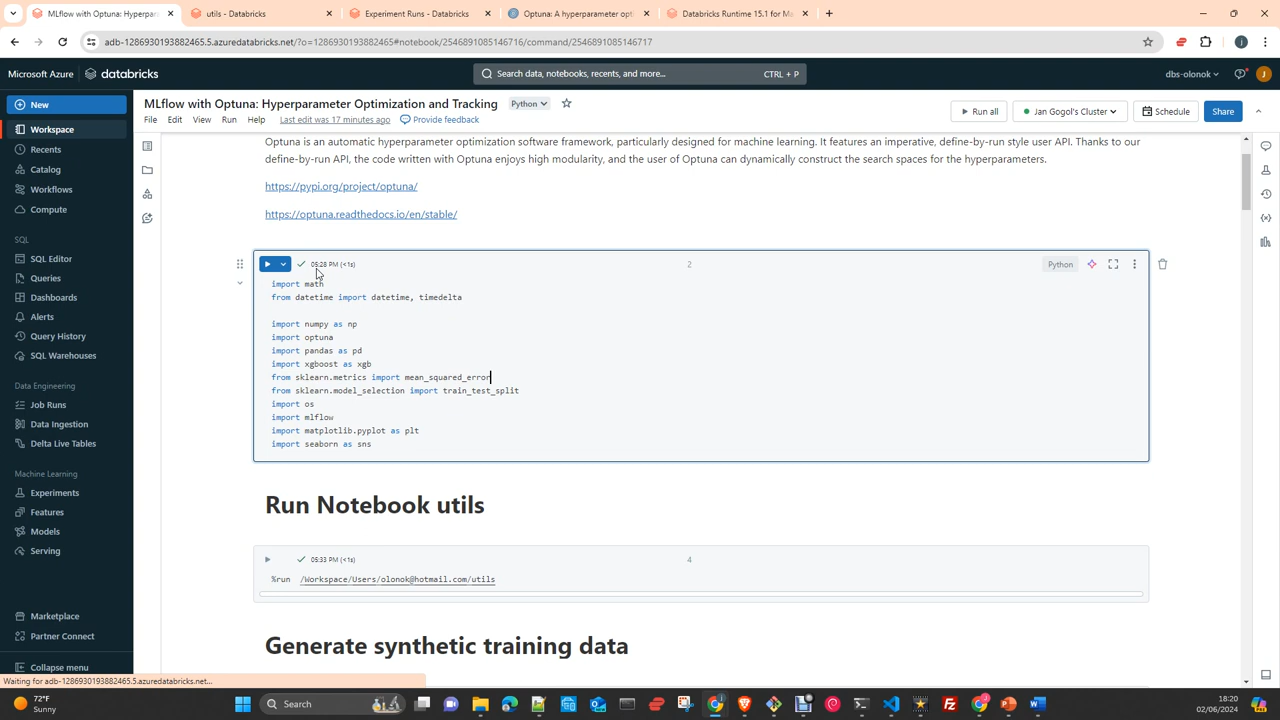 MLflow with Optuna: Hyperpar
utils - Databricks
Experiment Runs - Databricks
Optuna: A hyperparameter opt
Databricks Runtime 15.1 for M
adb-1286930193882465.5.azuredatabricks.net/?o=1286930193882465#notebook/2546891085146716/command/2546891085146717
Microsoft Azure
databricks
Search data, notebooks, recents, and more...
CTRL + P
dbs-olonok
J
New
Workspace
Recents
Catalog
Workflows
Compute
SQL
SQL Editor
Queries
Dashboards
Alerts
Query History
SQL Warehouses
Data Engineering
Job Runs
Data Ingestion
Delta Live Tables
Machine Learning
Experiments
Features
Models
Serving
Marketplace
Partner Connect
Collapse menu
MLflow with Optuna: Hyperparameter Optimization and Tracking
Python
File Edit View Run Help
Last edit was 17 minutes ago
Provide feedback
Run all
Jan Gogol's Cluster
Schedule
Share
Optuna is an automatic hyperparameter optimization software framework, particularly designed for machine learning. It features an imperative, define-by-run style user API. Thanks to our
define-by-run API, the code written with Optuna enjoys high modularity, and the user of Optuna can dynamically construct the search spaces for the hyperparameters.
https://pypi.org/project/optuna/
https://optuna.readthedocs.io/en/stable/
05:28 PM (<1s)
2
Python
import math
from datetime import datetime, timedelta
import numpy as np
import optuna
import pandas as pd
import xgboost as xgb
from sklearn.metrics import mean_squared_error
from sklearn.model_selection import train_test_split
import os
import mlflow
import matplotlib.pyplot as plt
import seaborn as sns
Run Notebook utils
05:33 PM (<1s)
4
%run /Workspace/Users/olonok@hotmail.com/utils
Generate synthetic training data
Waiting for adb-1286930193882465.5.azuredatabricks.net...
72°F
Sunny
Search
18:20
02/06/2024